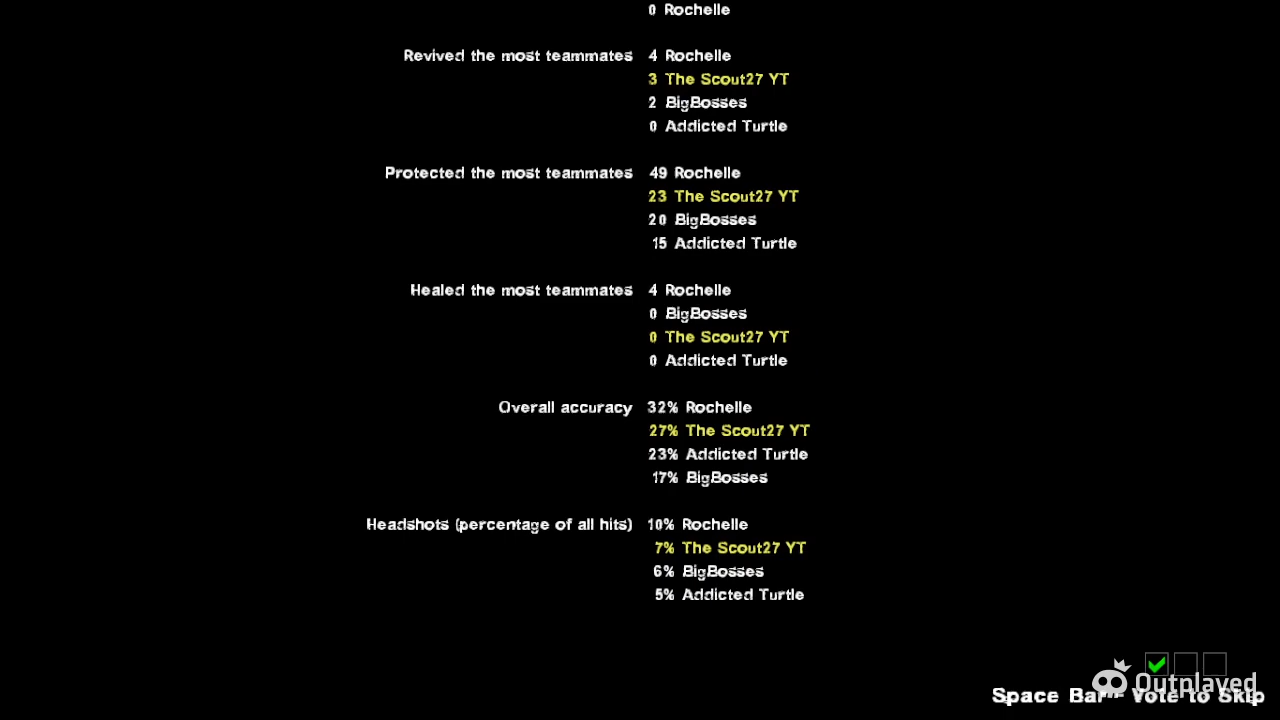 0 Rochelle
Revived the most teammates 4 Rochelle
3 The Scout27 YT
2 BigBosses
0 Addicted Turtle
Protected the most teammates 49 Rochelle
23 The Scout27 YT
20 BigBosses
15 Addicted Turtle
Healed the most teammates 4 Rochelle
0 BigBosses
0 The Scout27 YT
0 Addicted Turtle
Overall accuracy 32% Rochelle
27% The Scout27 YT
23% Addicted Turtle
17% BigBosses
Headshots (percentage of all hits) 10% Rochelle
7% The Scout27 YT
6% BigBosses
5% Addicted Turtle
Outplayed
Space Bar - Vote to Skip